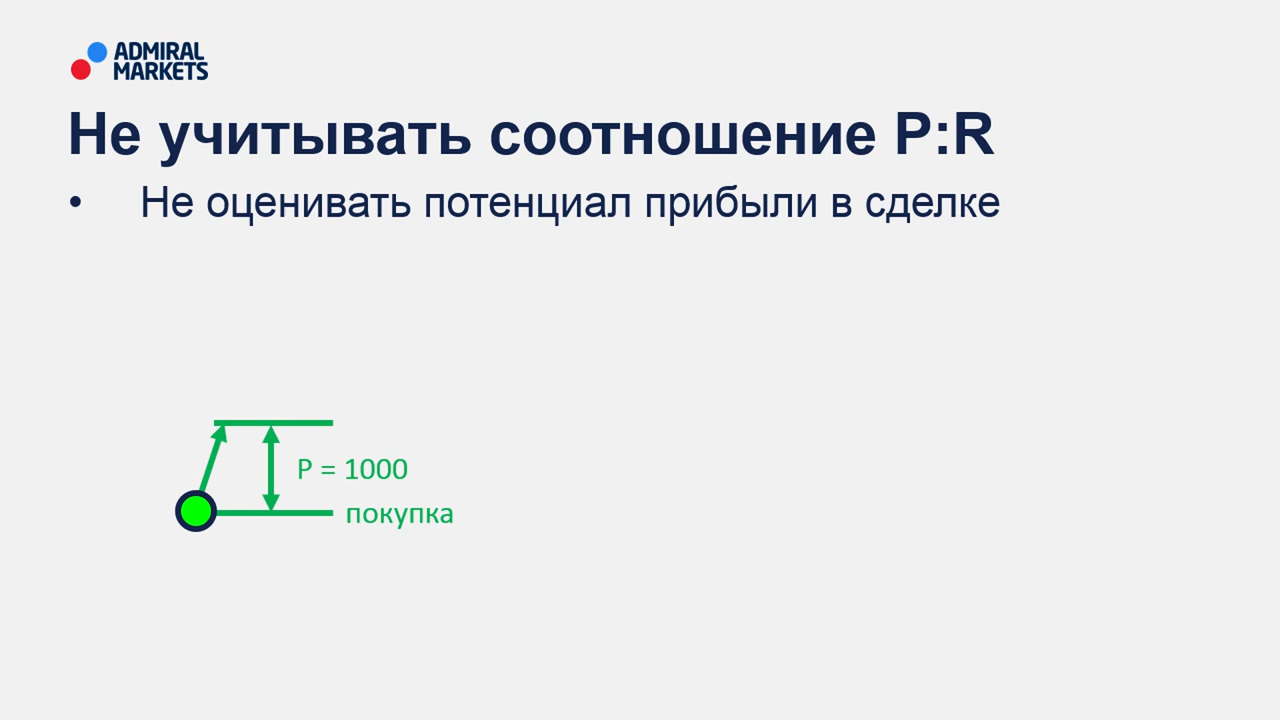 ADMIRAL
MARKETS
Не учитывать соотношение P:R
• Не оценивать потенциал прибыли в сделке
P = 1000
покупка